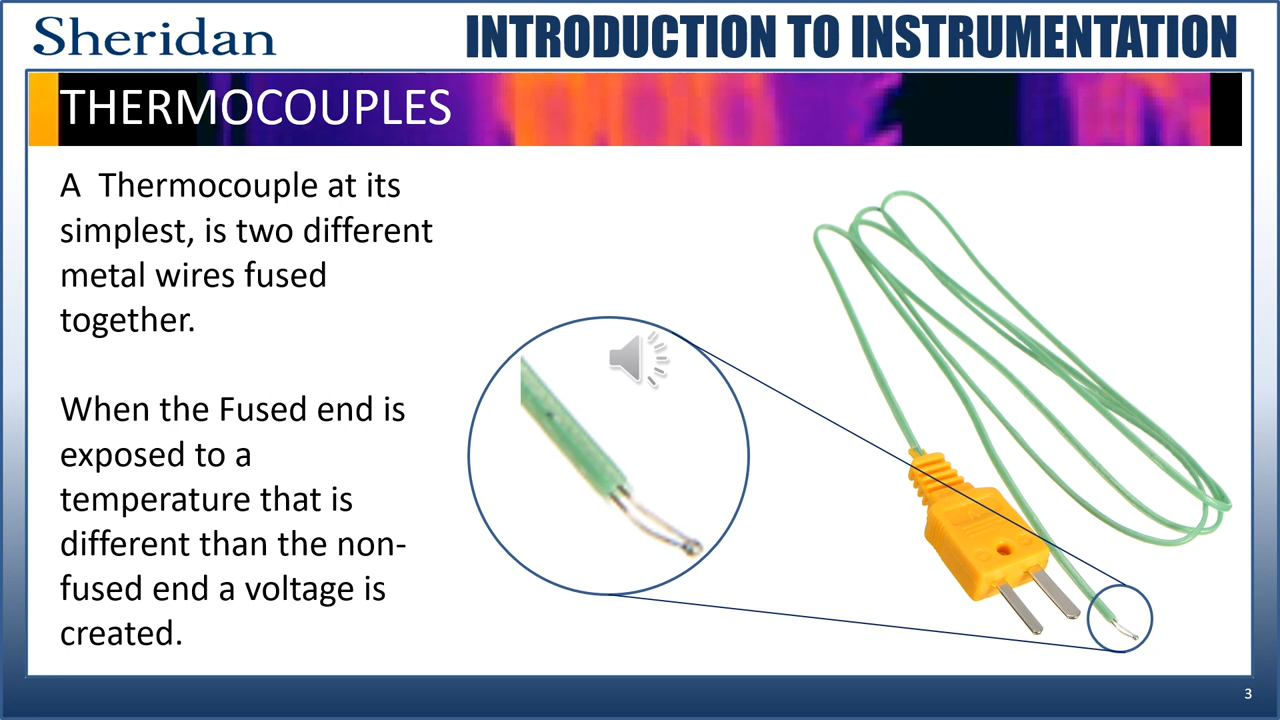 Sheridan
INTRODUCTION TO INSTRUMENTATION
THERMOCOUPLES
A  Thermocouple at its
simplest, is two different
metal wires fused
together.
When the Fused end is
exposed to a
temperature that is
different than the non-
fused end a voltage is
created.
3